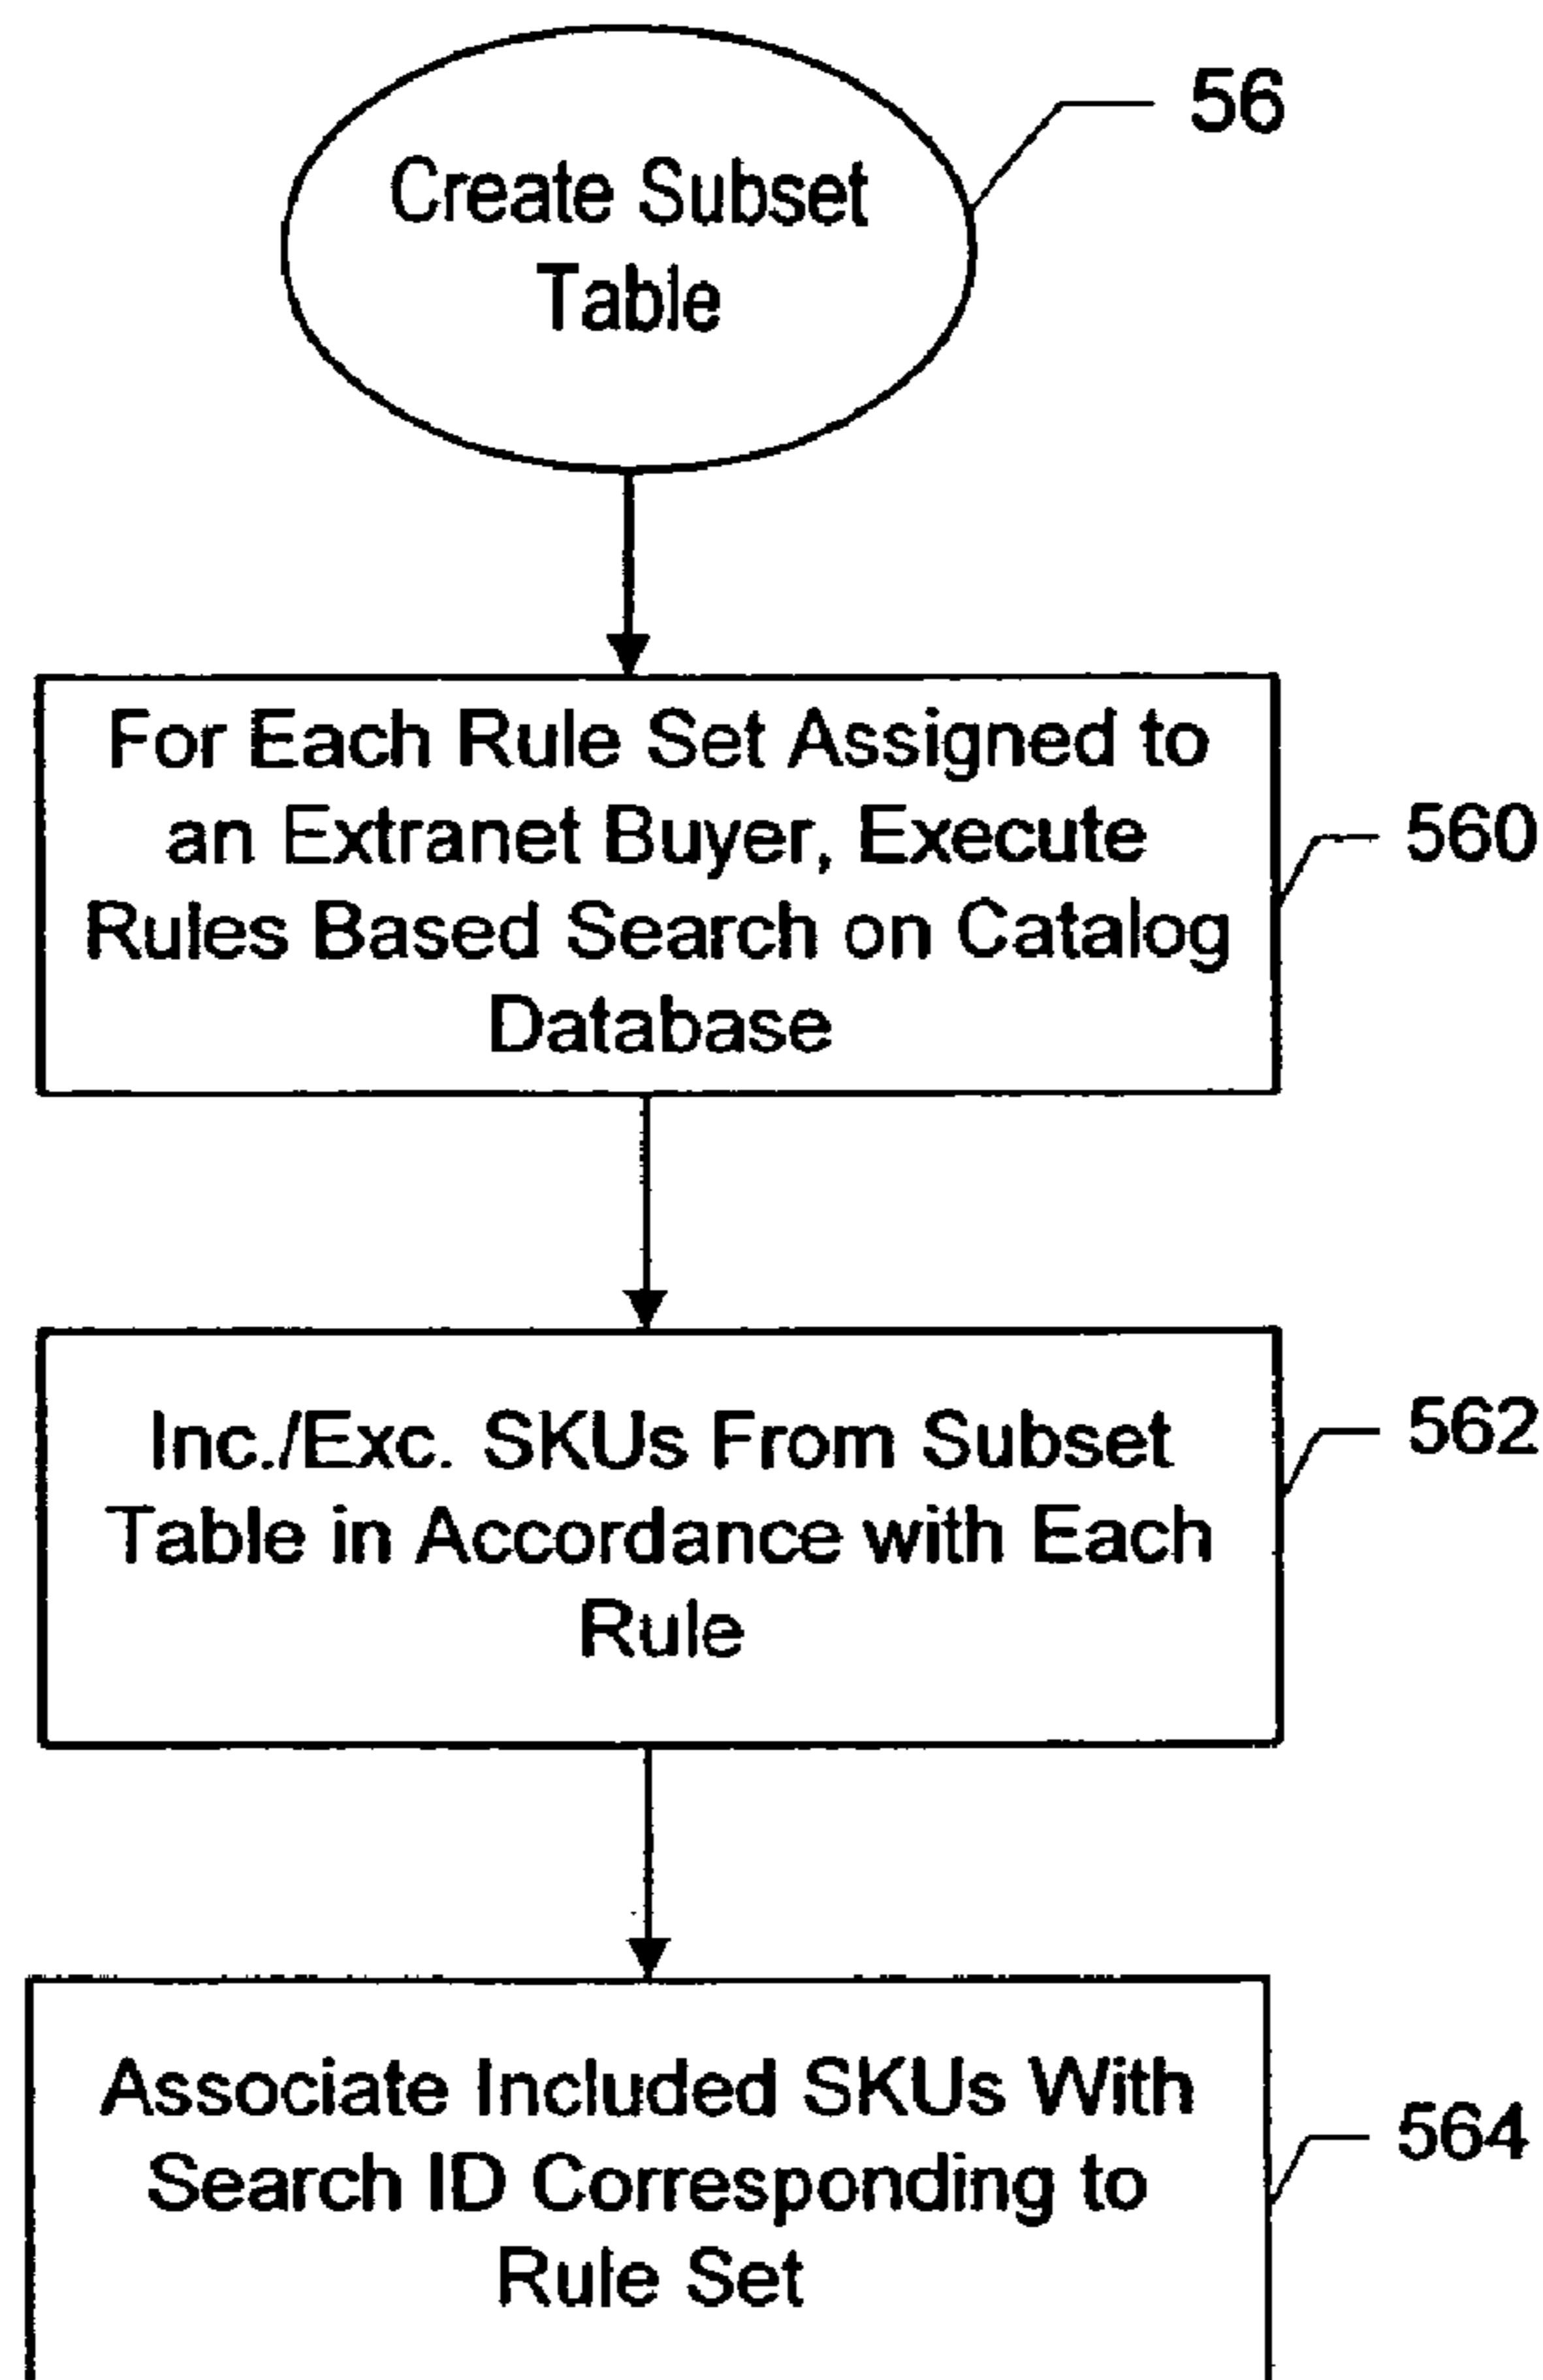 56
Create Subset
Table
For Each Rule Set Assigned to
an Extranet Buyer, Execute
Rules Based Search on Catalog
Database
560
Inc./Exc. SKUs From Subset
Table in Accordance with Each
Rule
562
Associate Included SKUs With
Search ID Corresponding to
Rule Set
564